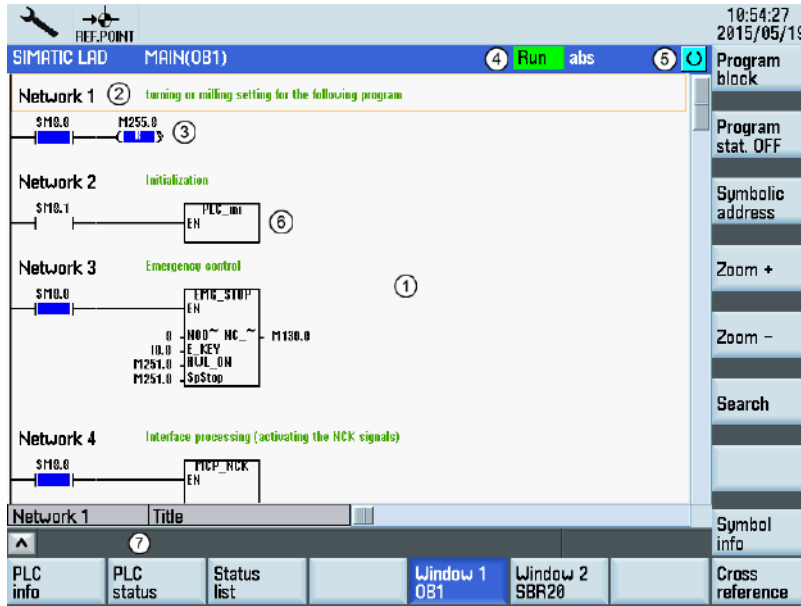 10:54:27
REF.POINT
2015/05/19
SIMATIC LAD MAIN(OB1) 4 Run abs 5
Program
block
Network 1 2 turning or milling setting for the following program
SM0.0 M255.0
3
Program
stat. OFF
Network 2 Initialization
SM0.1 PLC_ini
EN
6
Symbolic
address
Network 3 Emergency control
1
Zoom +
SM0.0 EMG_STOP
EN
0 NOD~ NC_~ M130.0
E_KEY
M251.0 HWL_ON
M251.0 SpStop
Zoom -
Search
Network 4 Interface processing (activating the NCK signals)
SM0.0 MCP_NCK
EN
Network 1 Title
Symbol
info
7
PLC
info
PLC
status
Status
list
Window 1
OB1
Window 2
SBR20
Cross
reference